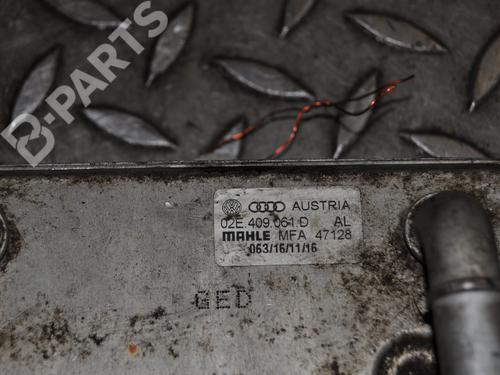 B-PARTS
AUSTRIA
02E.409.061.D AL
MAHLE MFA 47128
063/16/11/16
GED